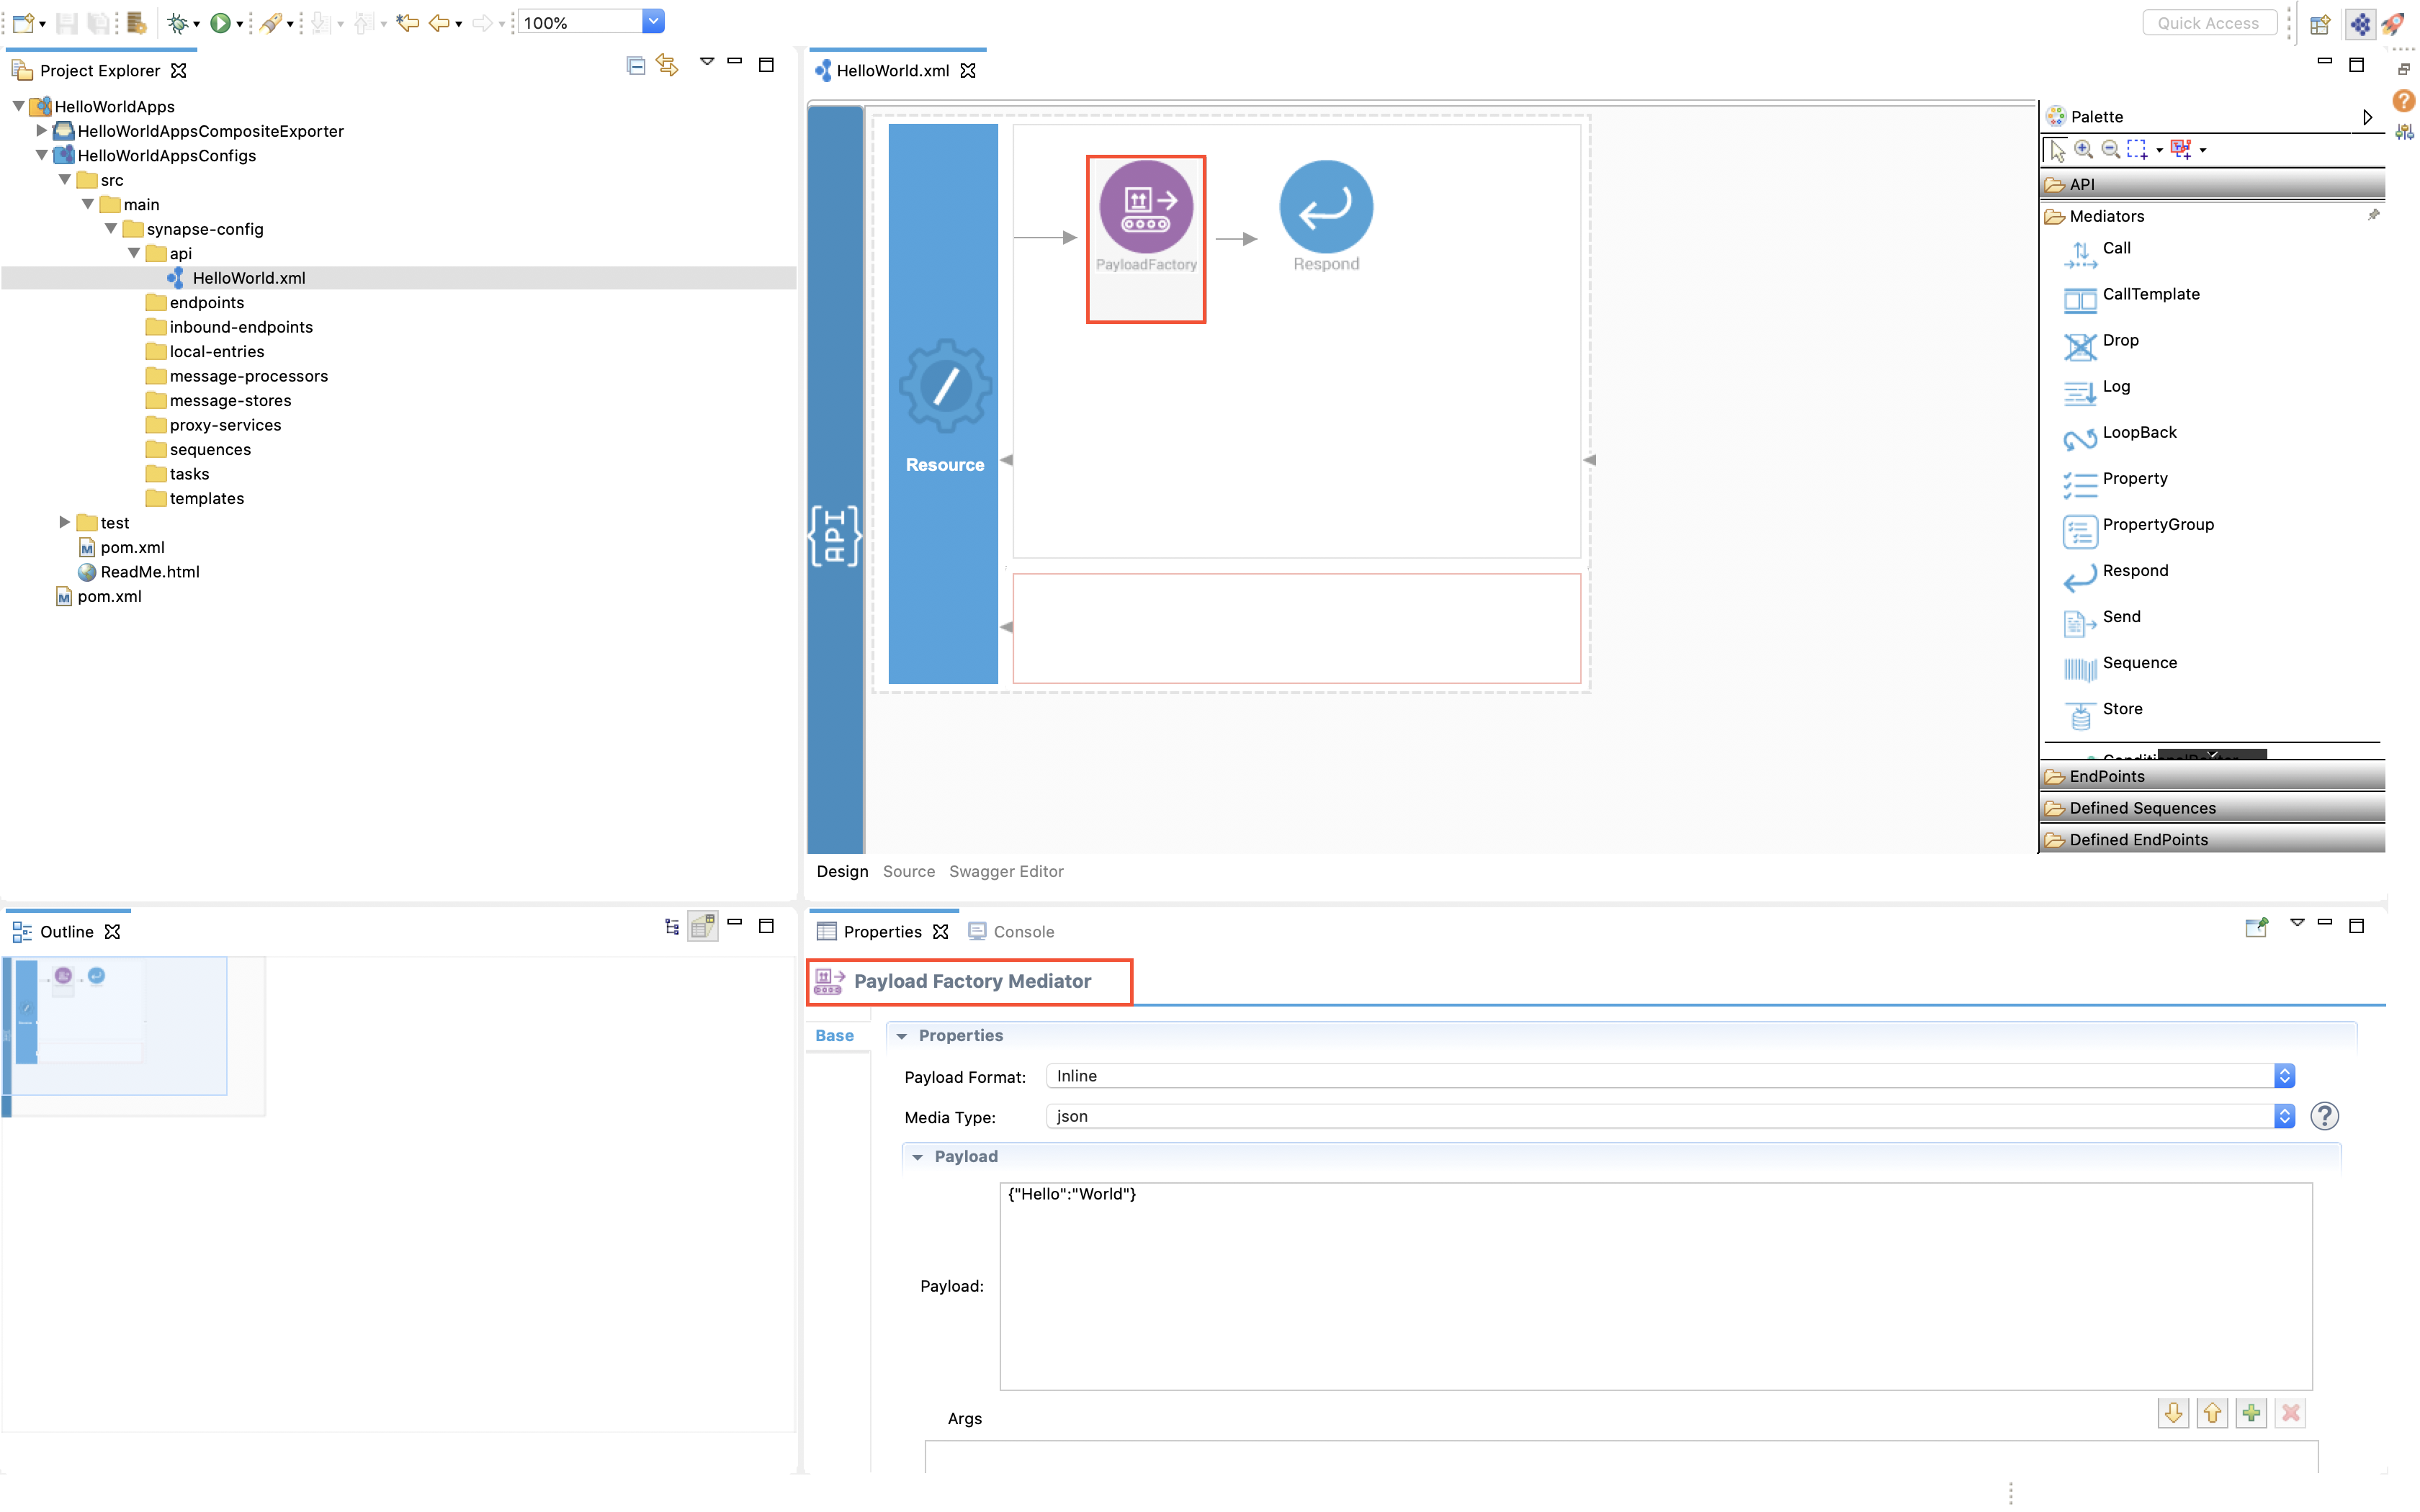 100%
Quick Access
Project Explorer
HelloWorldApps
HelloWorldAppsCompositeExporter
HelloWorldAppsConfigs
src
main
synapse-config
api
HelloWorld.xml
endpoints
inbound-endpoints
local-entries
message-processors
message-stores
proxy-services
sequences
tasks
templates
test
pom.xml
ReadMe.html
pom.xml
HelloWorld.xml
PayloadFactory
Respond
Resource
{API}
Design Source Swagger Editor
Palette
API
Mediators
Call
CallTemplate
Drop
Log
LoopBack
Property
PropertyGroup
Respond
Send
Sequence
Store
EndPoints
Defined Sequences
Defined EndPoints
Outline
Properties Console
Payload Factory Mediator
Base
Properties
Payload Format: Inline
Media Type: json
Payload
Payload: {"Hello":"World"}
Args